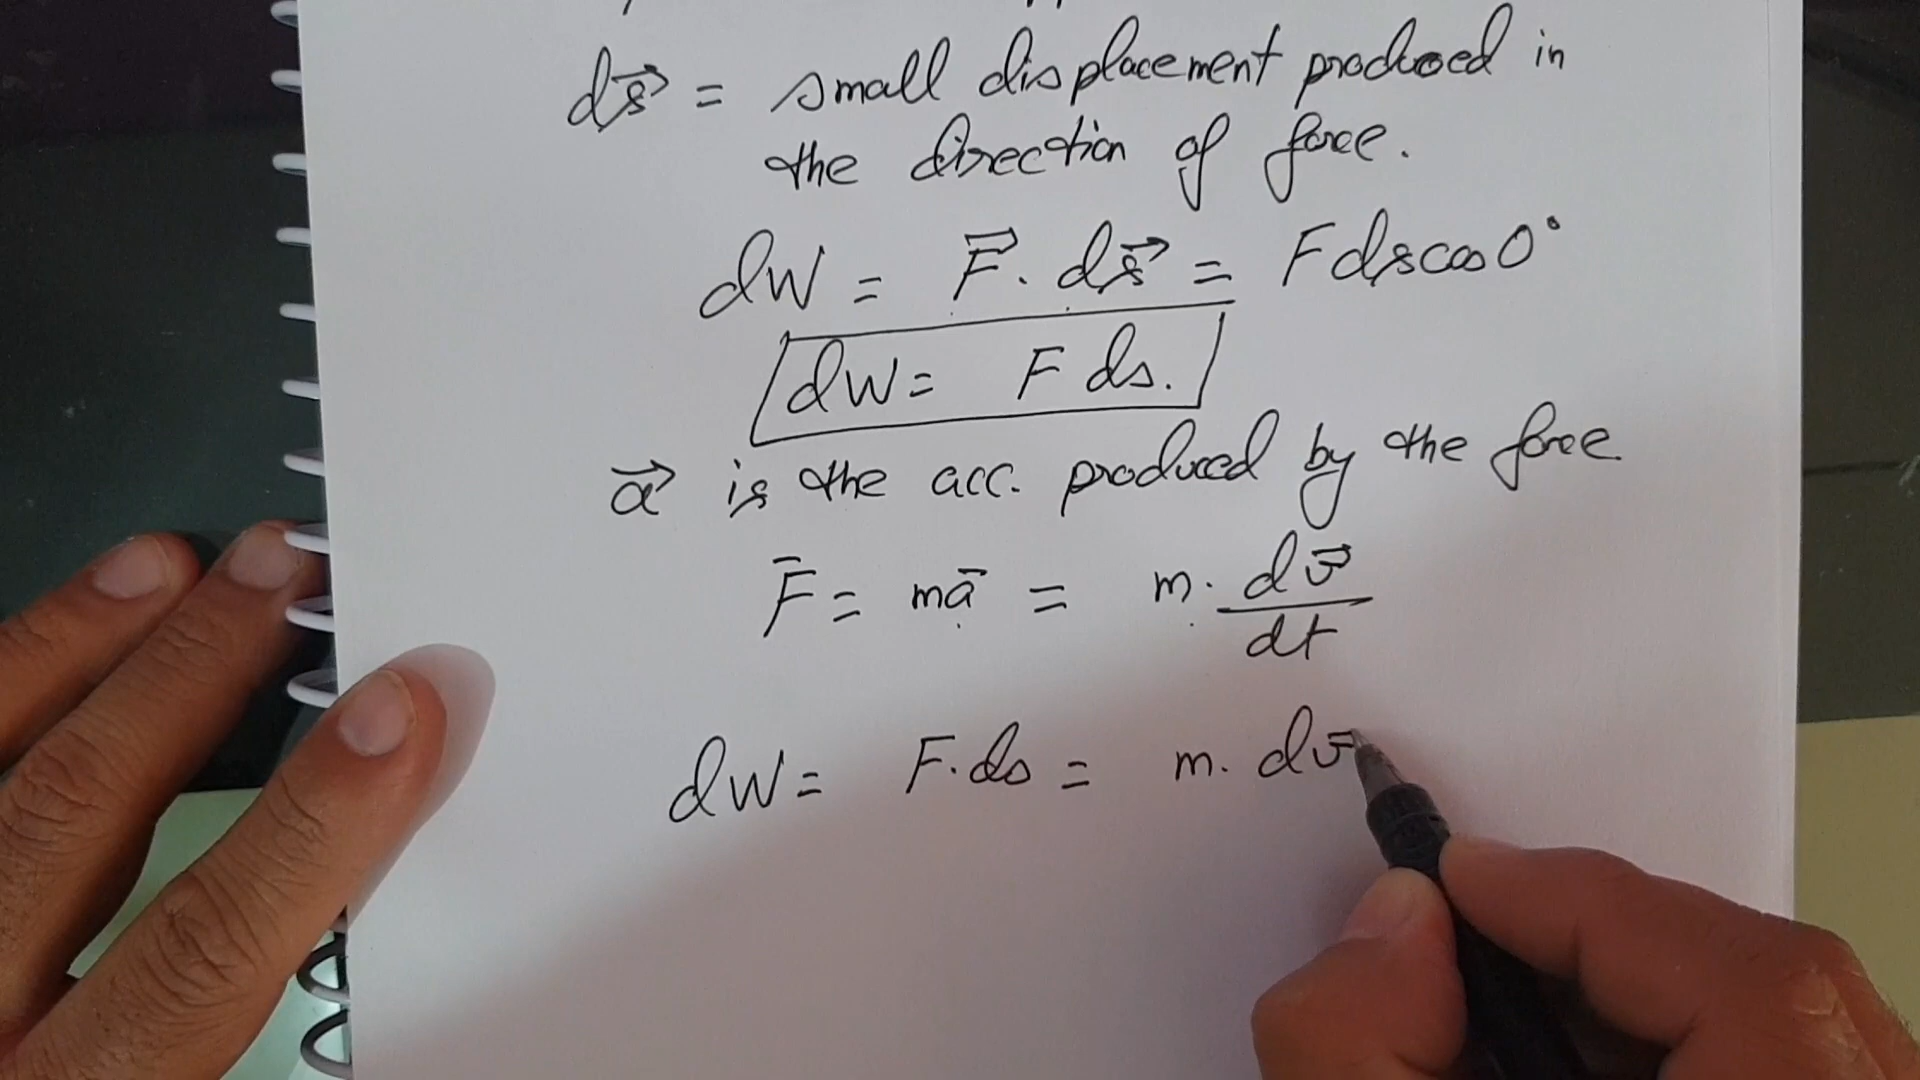 ds⃗ = small displacement produced in
the direction of force.
dW = F⃗ . ds⃗ = F ds cos 0°
dW = F ds.
a⃗ is the acc. produced by the force.
F̄ = mā = m . dv⃗/dt
dW = F. ds = m. dv